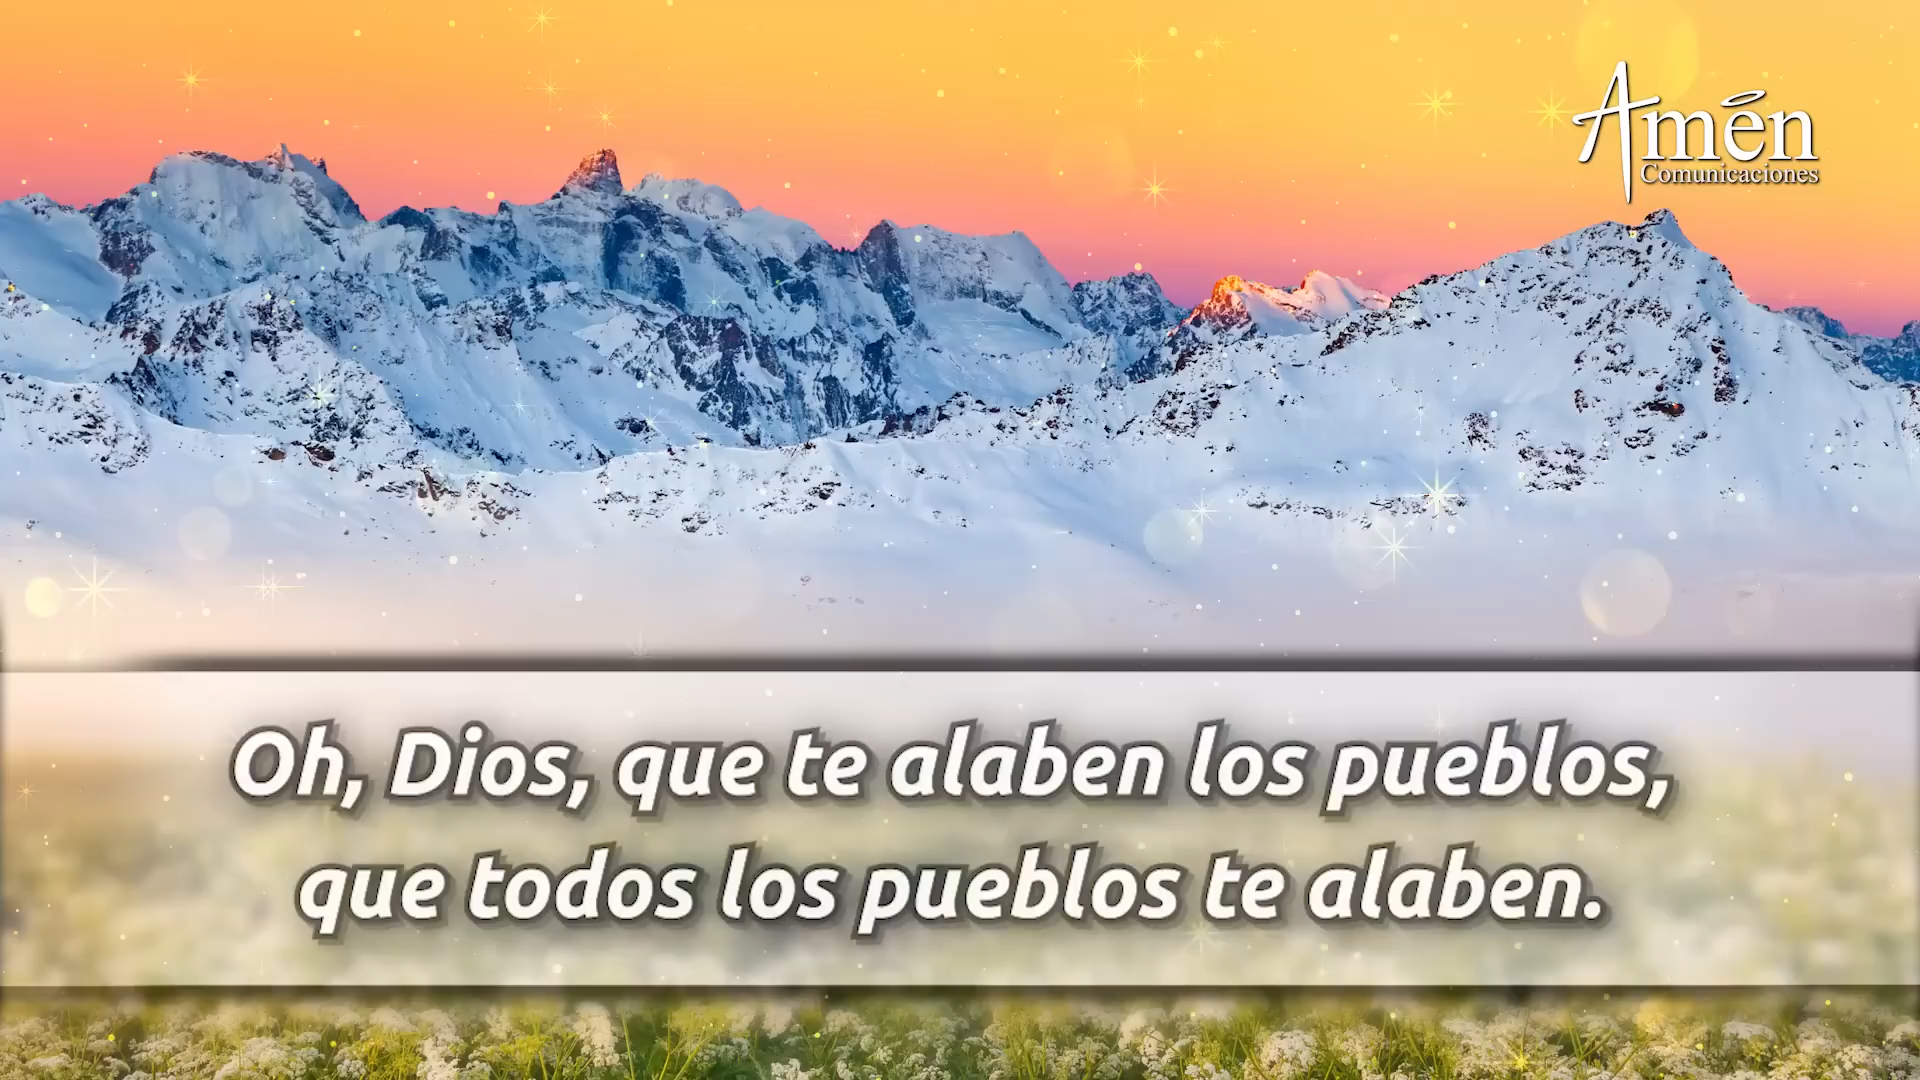 Amén
Comunicaciones
Oh, Dios, que te alaben los pueblos,
que todos los pueblos te alaben.